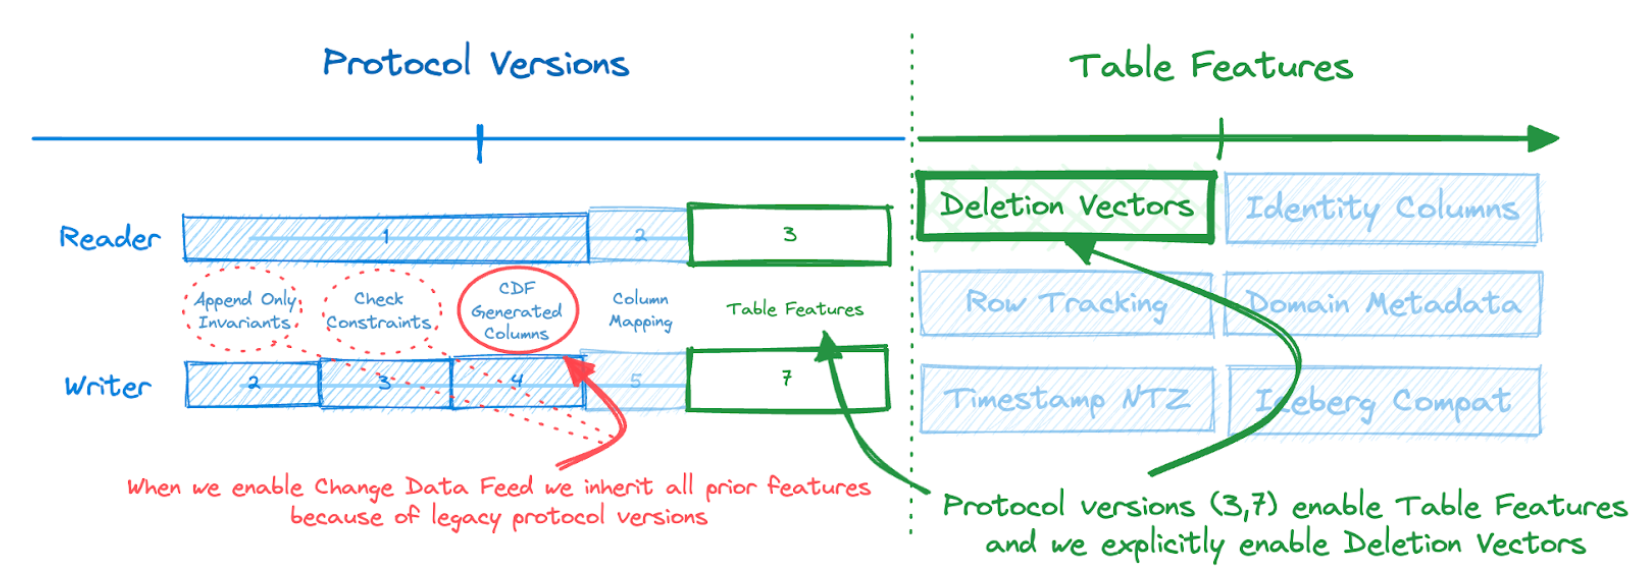 Protocol Versions
Table Features
Reader
1
2
3
Deletion Vectors
Identity Columns
Append Only
Invariants
Check
Constraints
CDF
Generated
Columns
Column
Mapping
Table Features
Row Tracking
Domain Metadata
Writer
2
3
4
5
7
Timestamp NTZ
Iceberg Compat
When we enable Change Data Feed we inherit all prior features
because of legacy protocol versions
Protocol versions (3,7) enable Table Features
and we explicitly enable Deletion Vectors